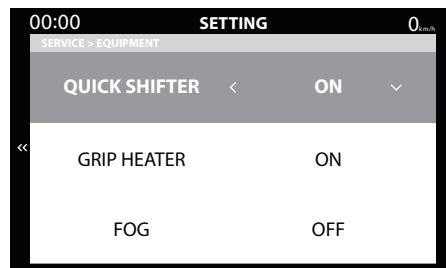 00:00 SETTING 0km/h
SERVICE > EQUIPMENT
QUICK SHIFTER < ON
« GRIP HEATER ON
FOG OFF